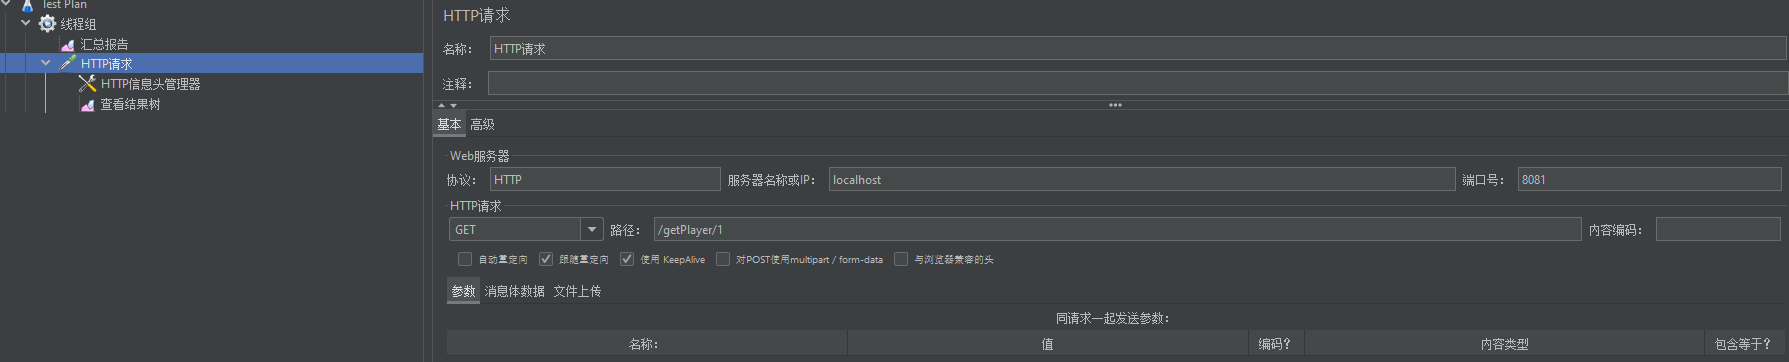 Test Plan
线程组
汇总报告
HTTP请求
HTTP信息头管理器
查看结果树
HTTP请求
名称： HTTP请求
注释：
基本 高级
Web服务器
协议： HTTP 服务器名称或IP： localhost 端口号： 8081
HTTP请求
GET 路径： /getPlayer/1 内容编码：
自动重定向 跟随重定向 使用 KeepAlive 对POST使用multipart / form-data 与浏览器兼容的头
参数 消息体数据 文件上传
同请求一起发送参数：
名称： 值 编码？ 内容类型 包含等于？